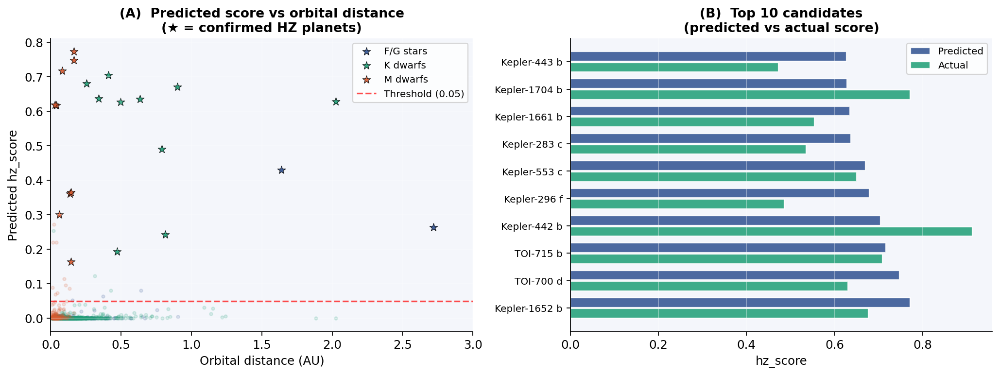 (A)  Predicted score vs orbital distance
(★ = confirmed HZ planets)
Predicted hz_score
0.8
0.7
0.6
0.5
0.4
0.3
0.2
0.1
0.0
F/G stars
K dwarfs
M dwarfs
Threshold (0.05)
0.0 0.5 1.0 1.5 2.0 2.5 3.0
Orbital distance (AU)
(B)  Top 10 candidates
(predicted vs actual score)
Predicted
Actual
Kepler-443 b
Kepler-1704 b
Kepler-1661 b
Kepler-283 c
Kepler-553 c
Kepler-296 f
Kepler-442 b
TOI-715 b
TOI-700 d
Kepler-1652 b
0.0 0.2 0.4 0.6 0.8
hz_score